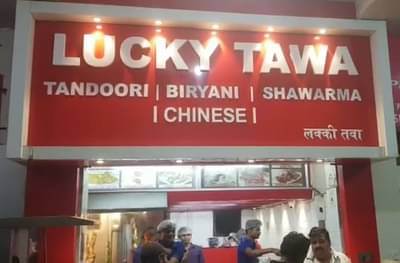 LUCKY TAWA
TANDOORI | BIRYANI | SHAWARMA
| CHINESE |
लक्की तवा